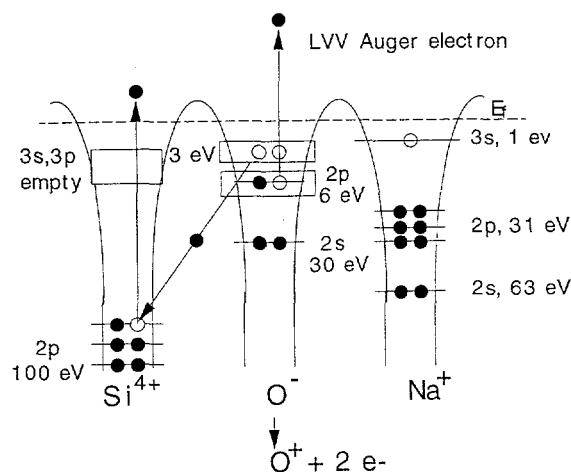 LVV Auger electron
Ef
3s,3p
empty
3 eV
3s, 1 ev
2p
6 eV
2p, 31 eV
2s
30 eV
2s, 63 eV
2p
100 eV
Si4+
O-
Na+
O+ + 2 e-